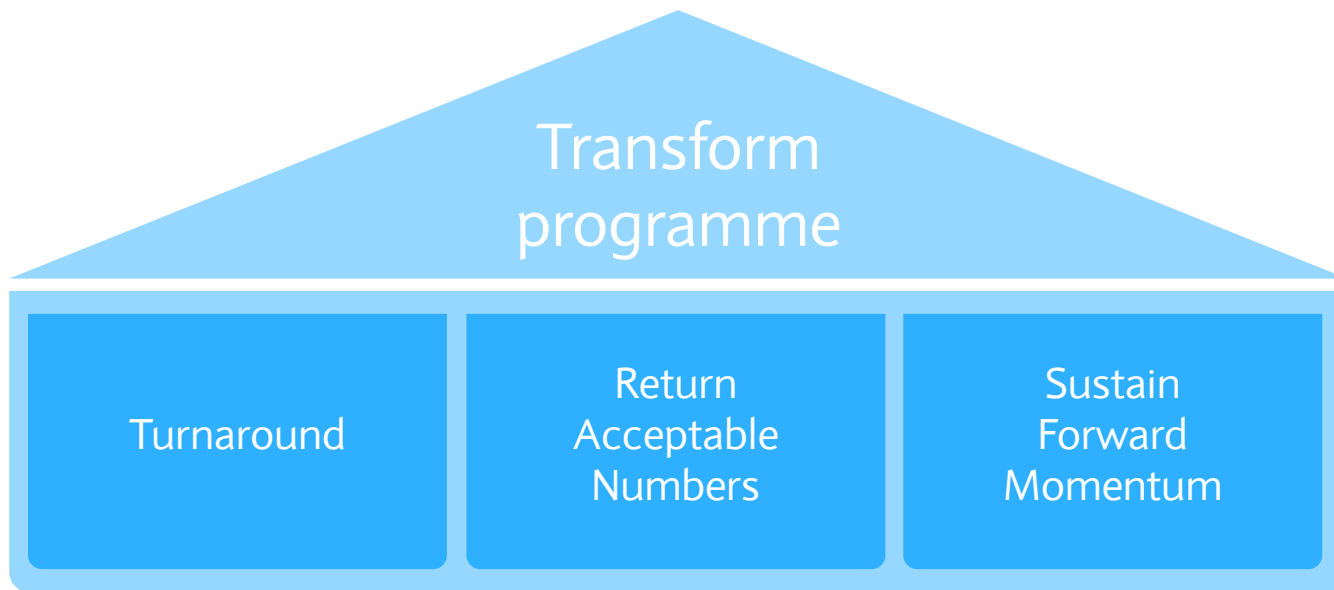 Transform
programme
Turnaround
Return
Acceptable
Numbers
Sustain
Forward
Momentum